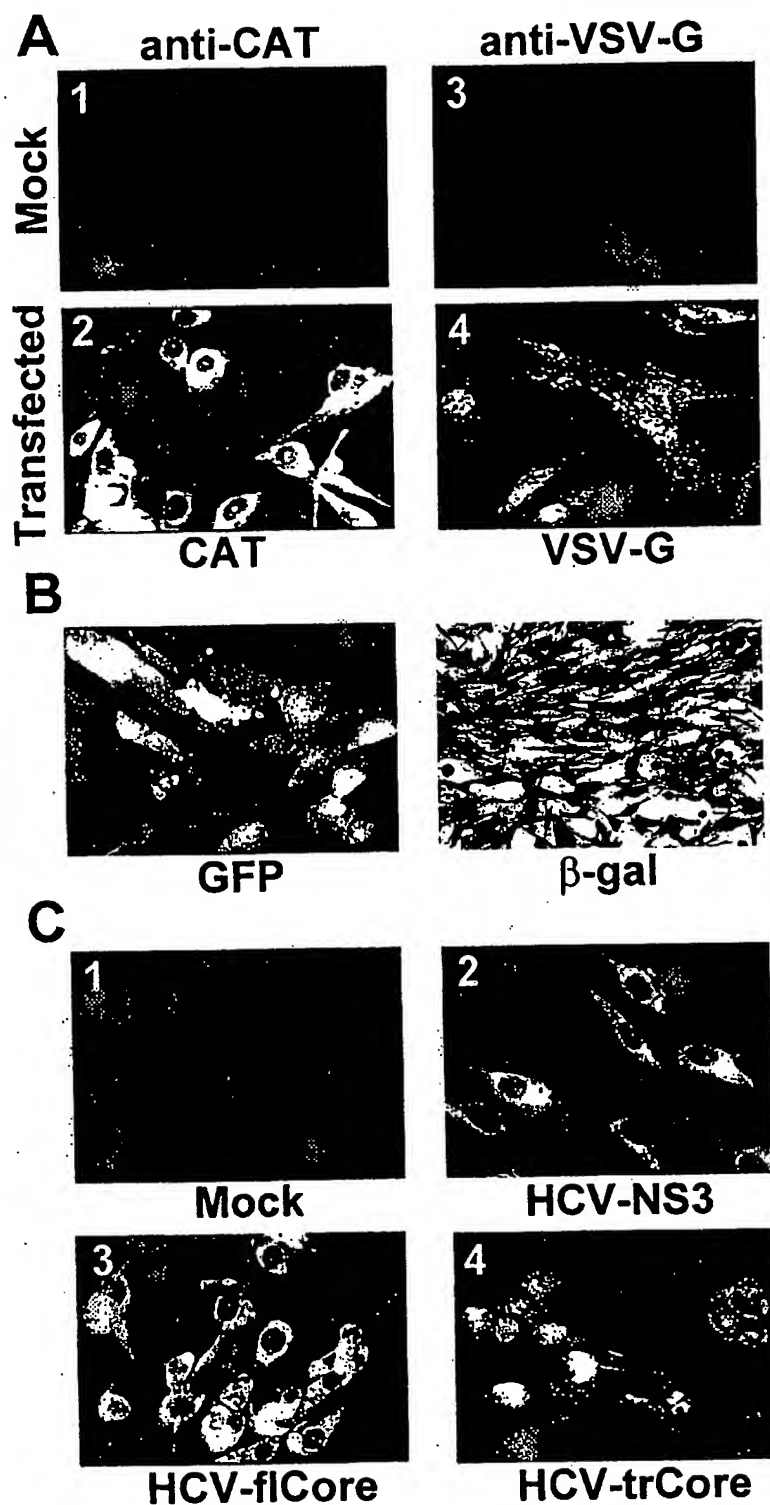 A
anti-CAT anti-VSV-G
Mock
1 3
Transfected
2 4
CAT VSV-G
B
GFP β-gal
C
1 2
Mock HCV-NS3
3 4
HCV-flCore HCV-trCore